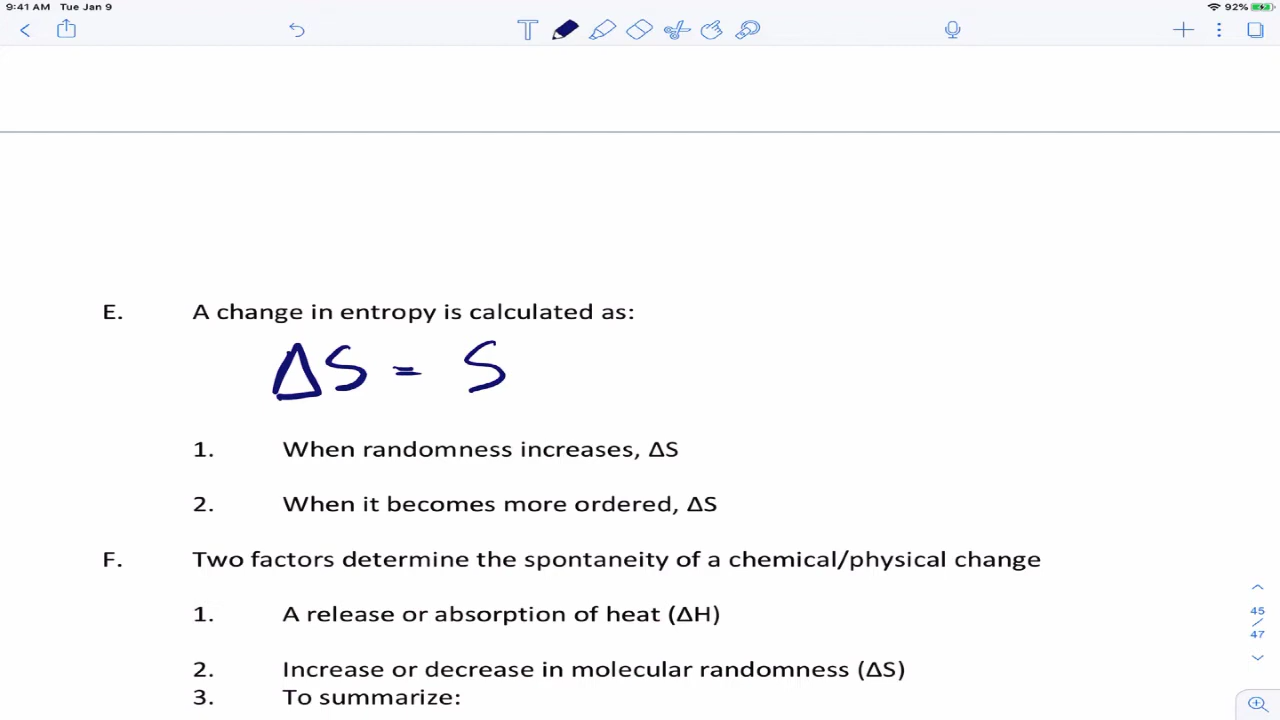 9:41 AM Tue Jan 9 92%
T
E. A change in entropy is calculated as:
ΔS = S
1. When randomness increases, ΔS
2. When it becomes more ordered, ΔS
F. Two factors determine the spontaneity of a chemical/physical change
1. A release or absorption of heat (ΔH)
45
/
47
2. Increase or decrease in molecular randomness (ΔS)
3. To summarize: